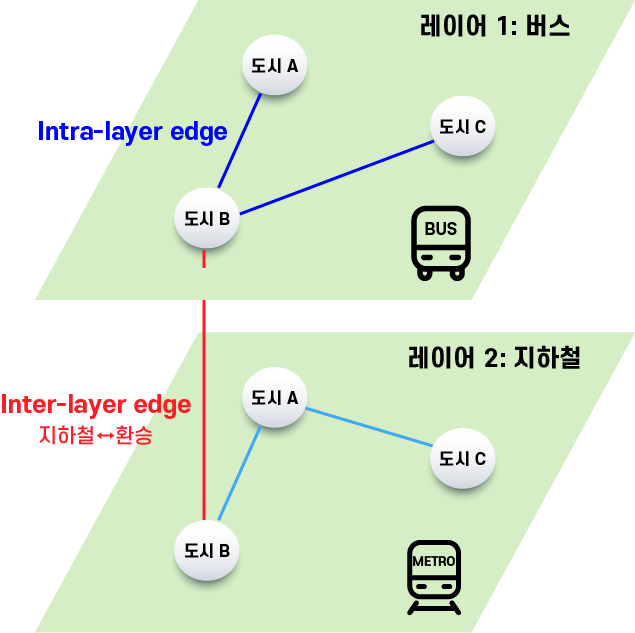 레이어 1: 버스
도시 A
도시 C
Intra-layer edge
도시 B
BUS
레이어 2: 지하철
도시 A
Inter-layer edge
지하철↔환승
도시 C
도시 B
METRO